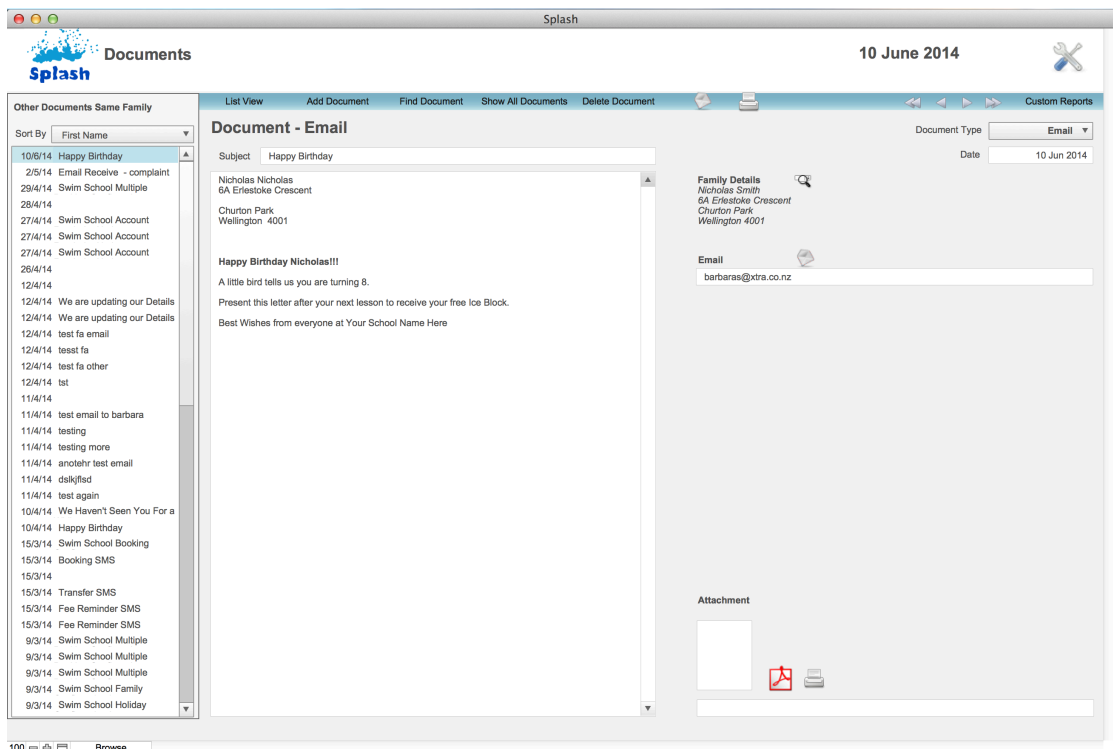 Splash
Splash
Documents
10 June 2014
Other Documents Same Family
List View
Add Document
Find Document
Show All Documents
Delete Document
Custom Reports
Sort By First Name
Document - Email
Document Type Email
Subject Happy Birthday
Date 10 Jun 2014
10/6/14 Happy Birthday
2/5/14 Email Receive - complaint
29/4/14 Swim School Multiple
28/4/14
27/4/14 Swim School Account
27/4/14 Swim School Account
27/4/14 Swim School Account
26/4/14
12/4/14
12/4/14 We are updating our Details
12/4/14 We are updating our Details
12/4/14 test fa email
12/4/14 tesst fa
12/4/14 test fa other
12/4/14 tst
11/4/14
11/4/14 test email to barbara
11/4/14 testing
11/4/14 testing more
11/4/14 anotehr test email
11/4/14 dslkjflsd
11/4/14 test again
10/4/14 We Haven't Seen You For a
10/4/14 Happy Birthday
15/3/14 Swim School Booking
15/3/14 Booking SMS
15/3/14
15/3/14 Transfer SMS
15/3/14 Fee Reminder SMS
15/3/14 Fee Reminder SMS
9/3/14 Swim School Multiple
9/3/14 Swim School Multiple
9/3/14 Swim School Multiple
9/3/14 Swim School Family
9/3/14 Swim School Holiday
Nicholas Nicholas
6A Erlestoke Crescent
Churton Park
Wellington 4001
Happy Birthday Nicholas!!!
A little bird tells us you are turning 8.
Present this letter after your next lesson to receive your free Ice Block.
Best Wishes from everyone at Your School Name Here
Family Details
Nicholas Smith
6A Erlestoke Crescent
Churton Park
Wellington 4001
Email
barbaras@xtra.co.nz
Attachment
100
Browse